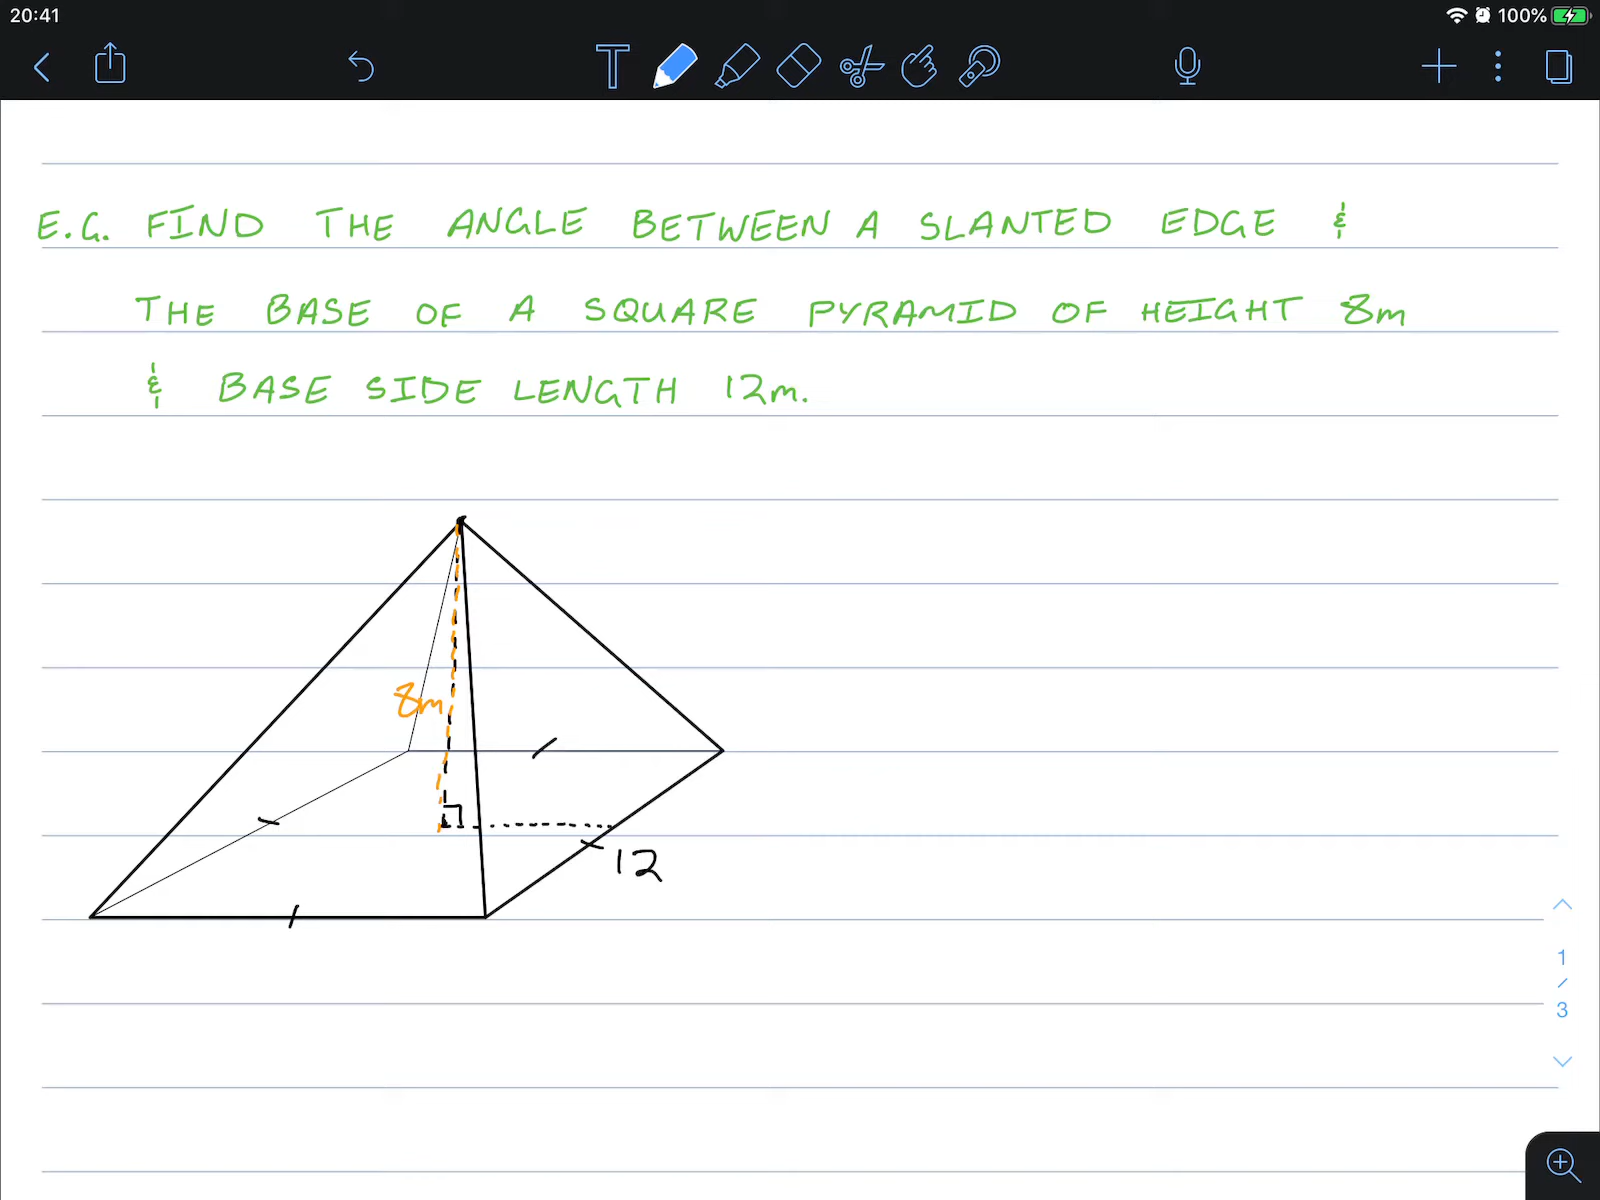 20:41
100%
E.G. FIND THE ANGLE BETWEEN A SLANTED EDGE &
THE BASE OF A SQUARE PYRAMID OF HEIGHT 8m
& BASE SIDE LENGTH 12m.
8m
12
1
/
3